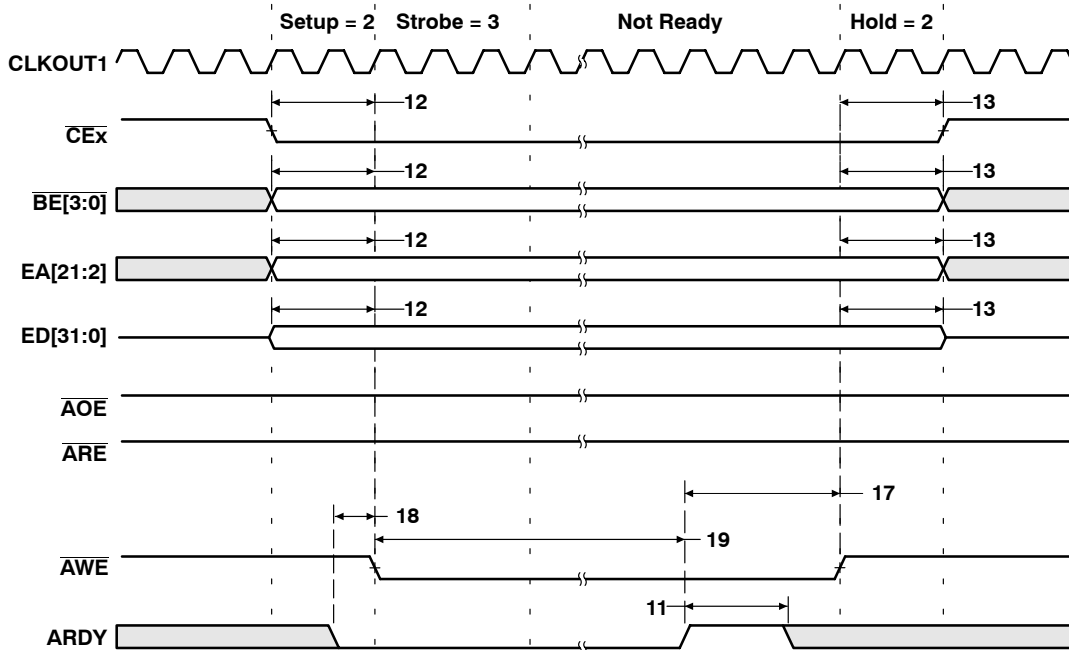 Setup = 2 Strobe = 3 Not Ready Hold = 2
CLKOUT1
12 13
CEx
12 13
BE[3:0]
12 13
EA[21:2]
12 13
ED[31:0]
AOE
ARE
17
18
19
AWE
11
ARDY